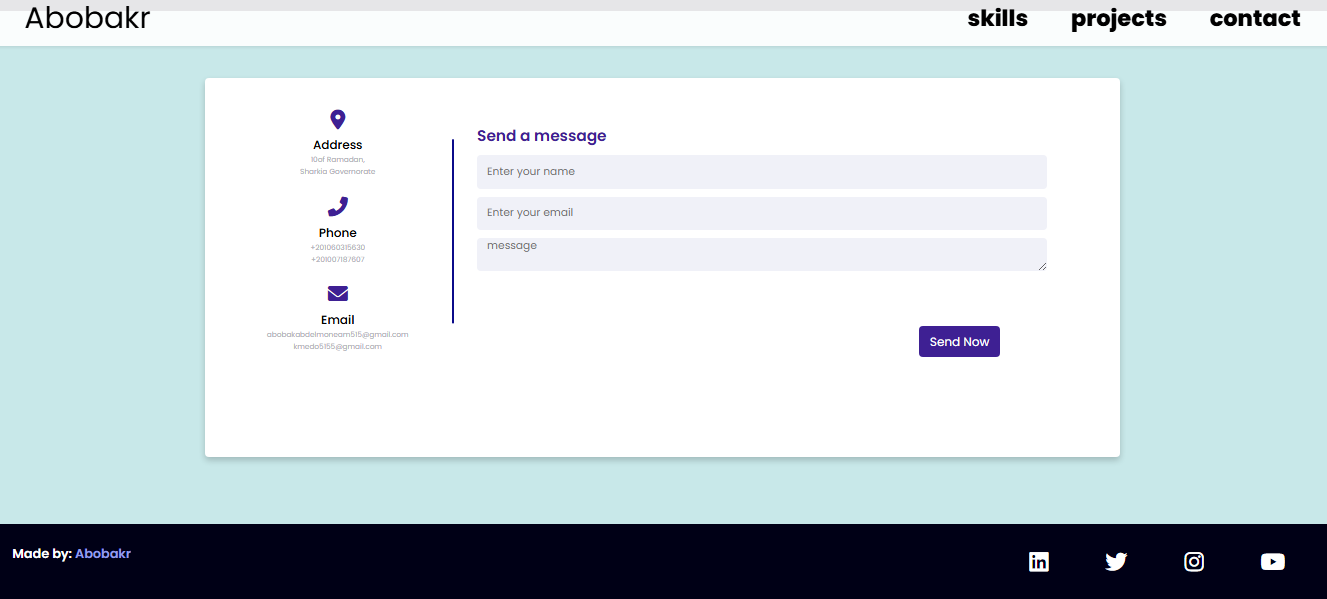 Abobakr
skills projects contact
Address
10of Ramadan,
Sharkia Governorate
Phone
+201060315630
+201007187607
Email
abobakabdelmoneam515@gmail.com
kmedo5155@gmail.com
Send a message
Enter your name
Enter your email
message
Send Now
Made by: Abobakr